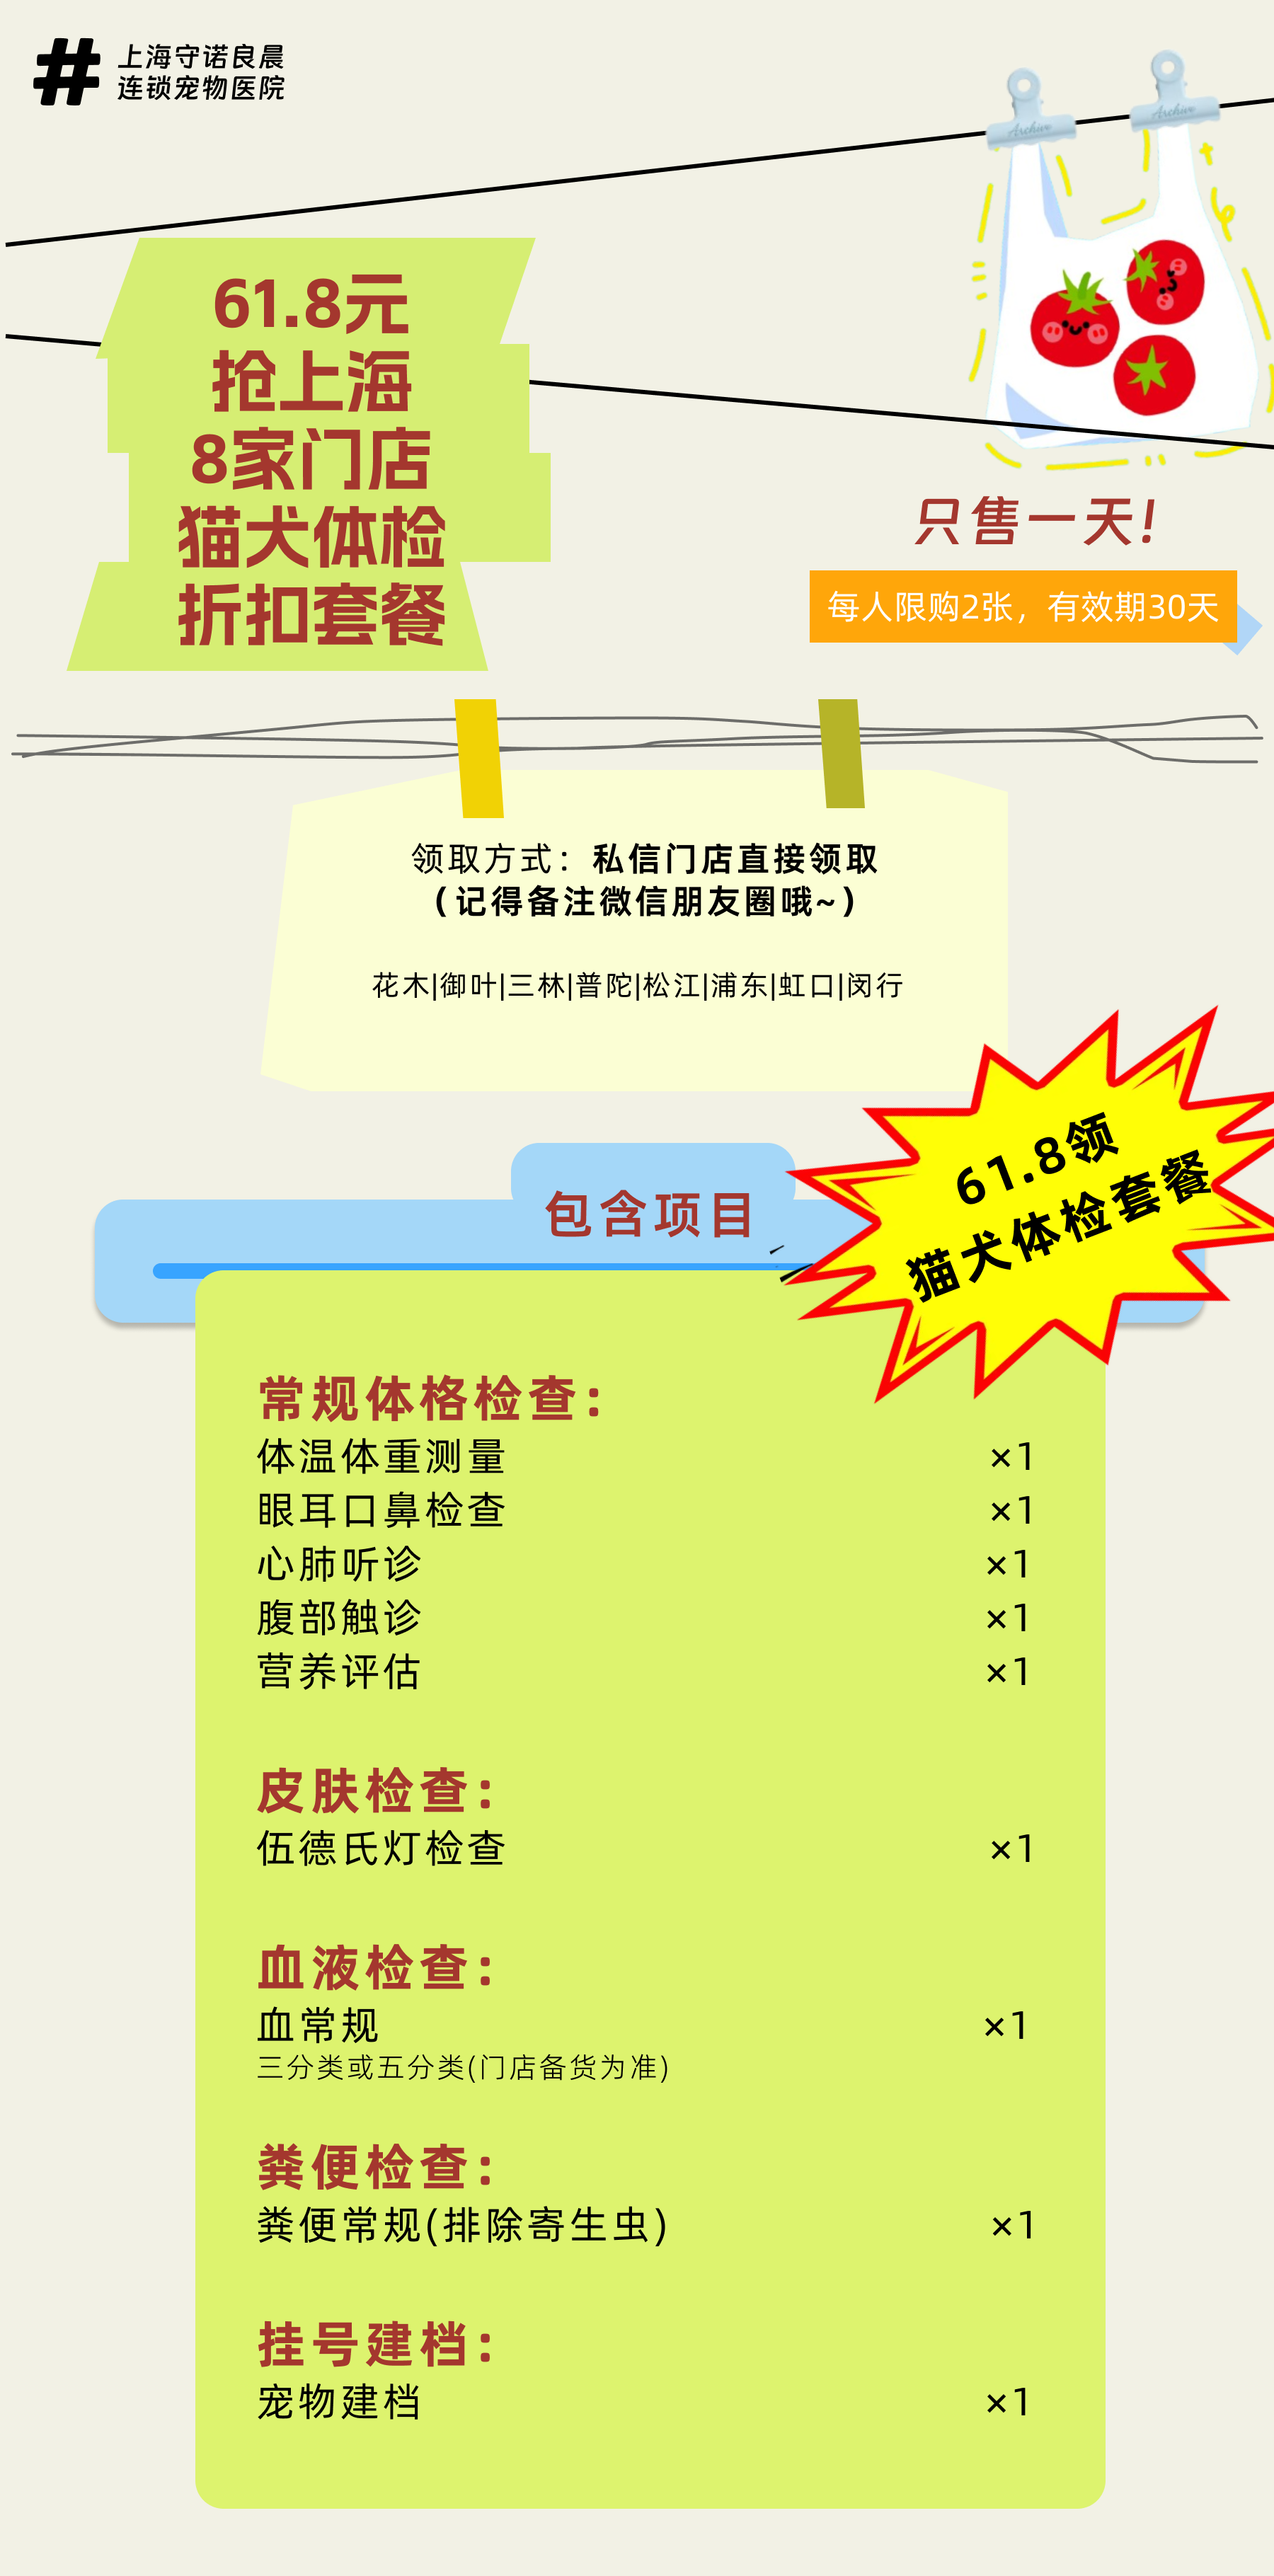 上海守诺良晨
连锁宠物医院
Archive
Archive
61.8元
抢上海
8家门店
猫犬体检
折扣套餐
只售一天!
每人限购2张，有效期30天
领取方式：私信门店直接领取
(记得备注微信朋友圈哦~)
花木|御叶|三林|普陀|松江|浦东|虹口|闵行
61.8领
猫犬体检套餐
包含项目
常规体格检查：
体温体重测量 ×1
眼耳口鼻检查 ×1
心肺听诊 ×1
腹部触诊 ×1
营养评估 ×1
皮肤检查：
伍德氏灯检查 ×1
血液检查：
血常规 ×1
三分类或五分类(门店备货为准)
粪便检查：
粪便常规(排除寄生虫) ×1
挂号建档：
宠物建档 ×1